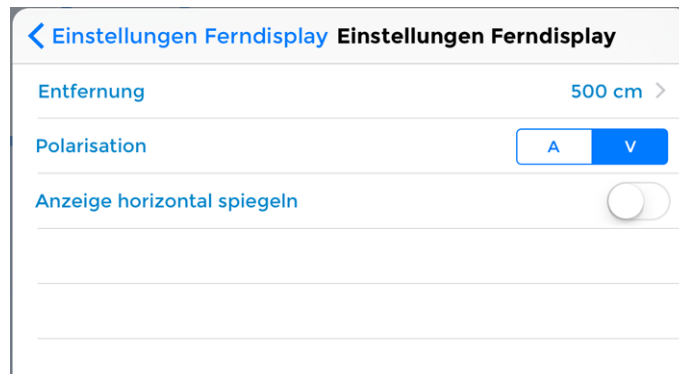 Einstellungen Ferndisplay Einstellungen Ferndisplay
Entfernung 500 cm
Polarisation A V
Anzeige horizontal spiegeln